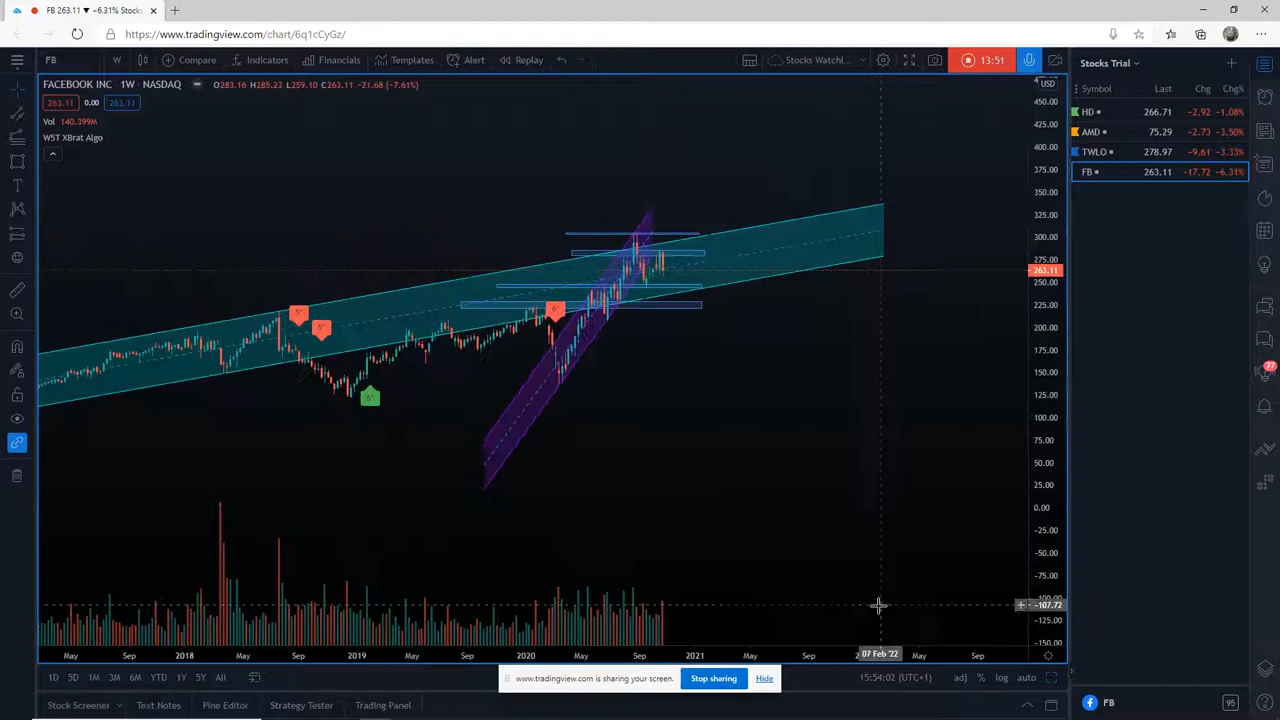 FB 263.11 ▼ −6.31% Stocks
https://www.tradingview.com/chart/6q1cCyGz/
FB W Compare Indicators Financials Templates Alert Replay Stocks Watchl... 13:51 Stocks Trial
FACEBOOK INC · 1W · NASDAQ O283.16 H285.23 L259.10 C263.11 −21.68 (−7.61%)
USD
Symbol Last Chg Chg%
263.11 0.00 263.11
450.00
HD 266.71 −2.92 −1.08%
Vol 140.399M
425.00
AMD 75.29 −2.73 −3.50%
WST XBrat Algo
400.00
TWLO 278.97 −9.61 −3.33%
375.00
FB 263.11 −17.72 −6.31%
350.00
325.00
300.00
275.00
263.11
250.00
225.00
200.00
175.00
150.00
125.00
100.00
75.00
50.00
25.00
0.00
−25.00
−50.00
−75.00
−100.00
−107.72
−125.00
−150.00
77
May Sep 2018 May Sep 2019 May Sep 2020 May Sep 2021 May Sep 07 Feb '22 Sep
1D 5D 1M 3M 6M YTD 1Y 5Y All
www.tradingview.com is sharing your screen. Stop sharing Hide
15:54:02 (UTC+1) adj % log auto
Stock Screener Text Notes Pine Editor Strategy Tester Trading Panel
FB 95